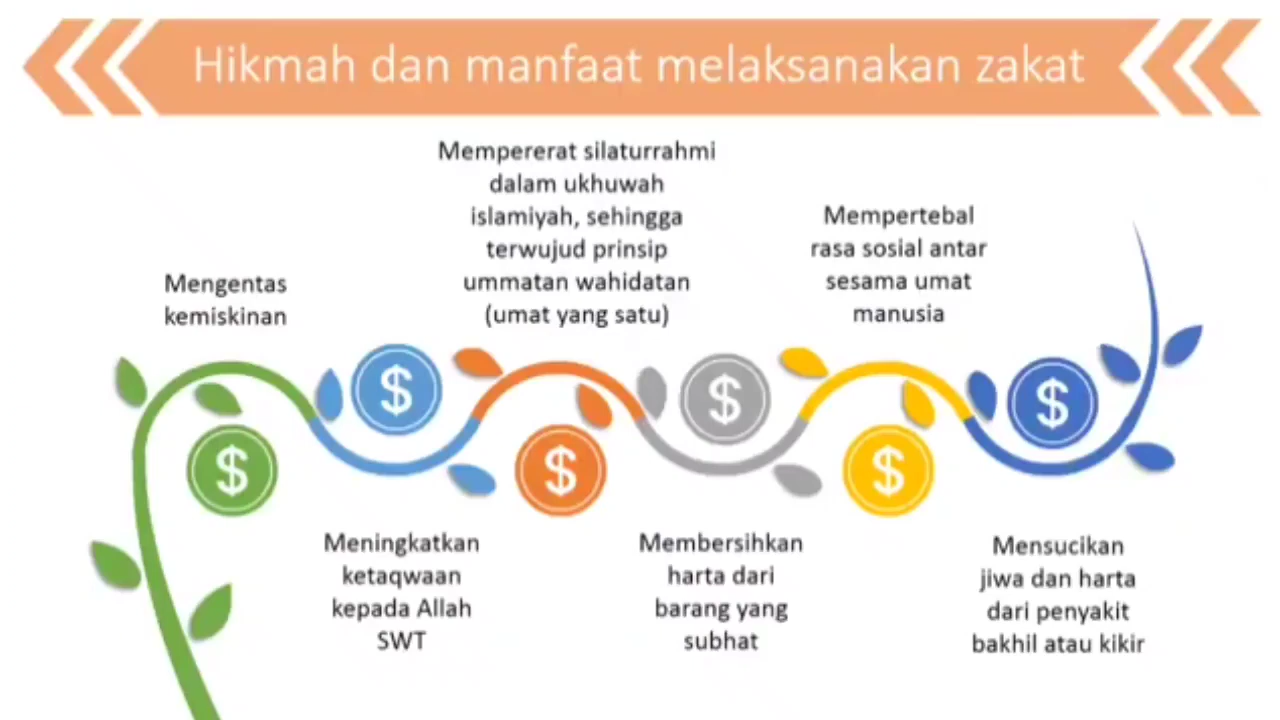 Hikmah dan manfaat melaksanakan zakat
Mengentas
kemiskinan
Meningkatkan
ketaqwaan
kepada Allah
SWT
Mempererat silaturrahmi
dalam ukhuwah
islamiyah, sehingga
terwujud prinsip
ummatan wahidatan
(umat yang satu)
Membersihkan
harta dari
barang yang
subhat
Mempertebal
rasa sosial antar
sesama umat
manusia
Mensucikan
jiwa dan harta
dari penyakit
bakhil atau kikir
$
$
$
$
$
$